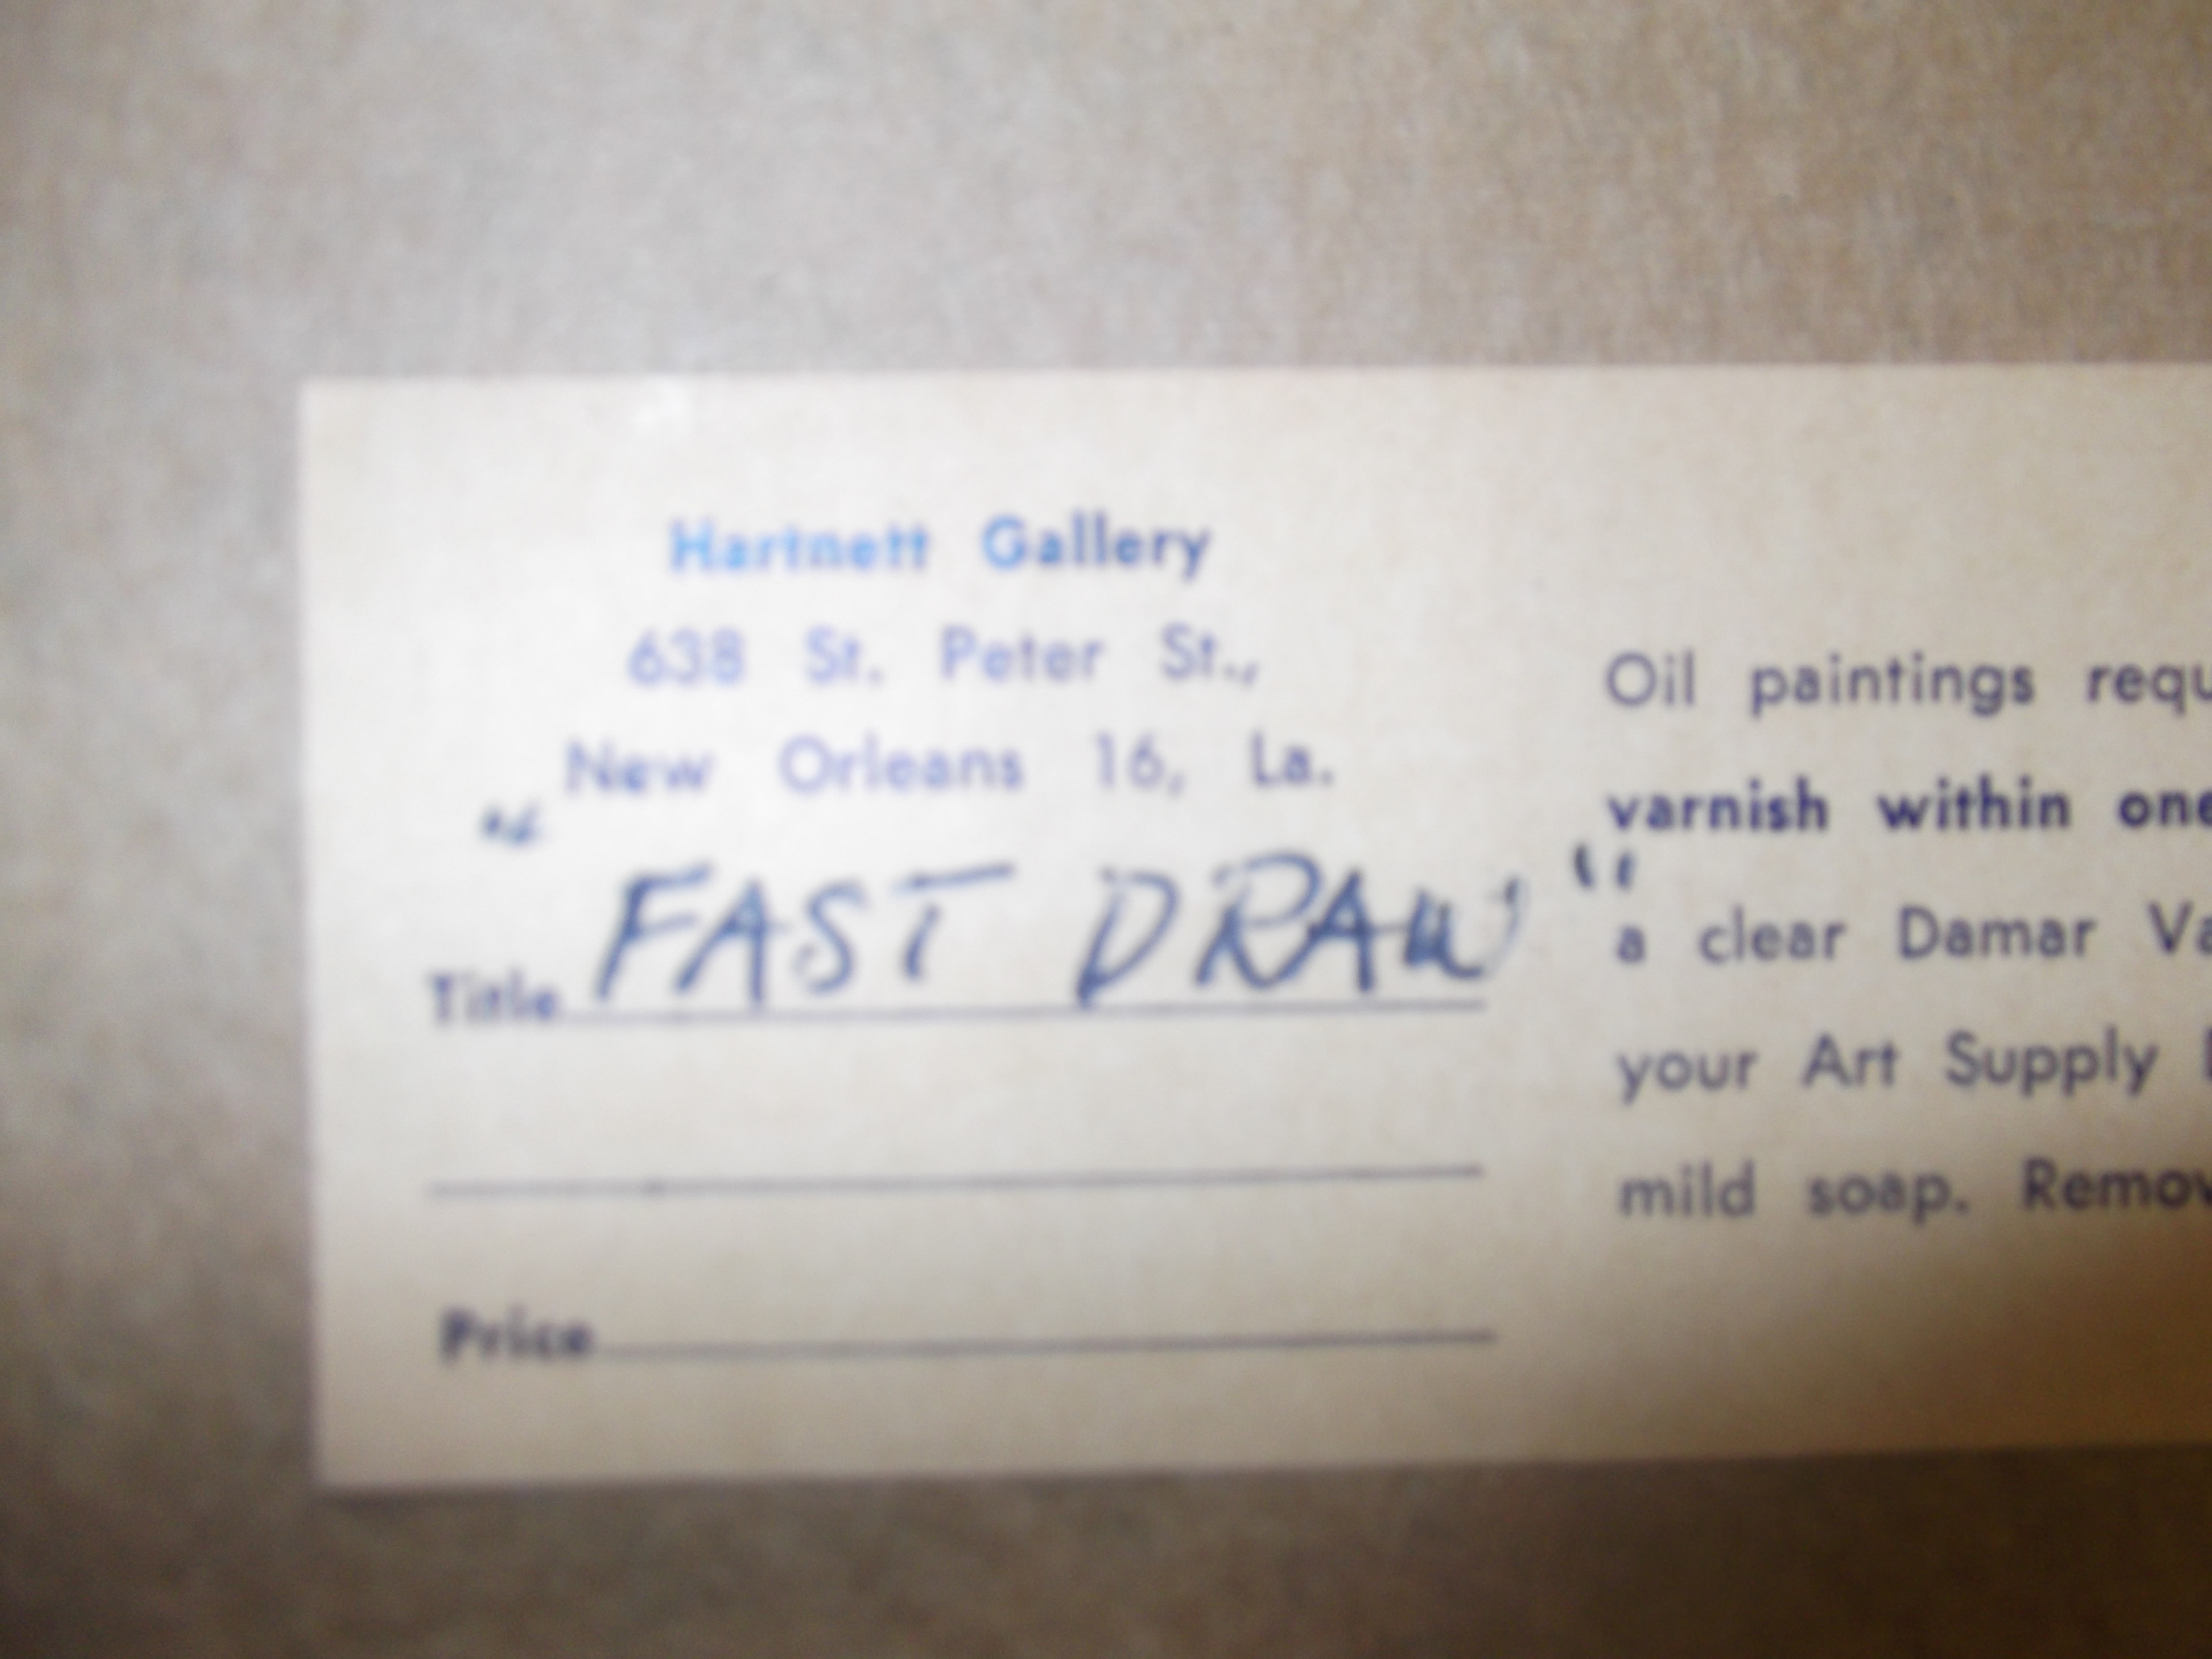 Hartnett Gallery
638 St. Peter St.,
New Orleans 16, La.
Title "FAST DRAW"
Price
Oil paintings requ
varnish within one
a clear Damar Va
your Art Supply
mild soap. Remov